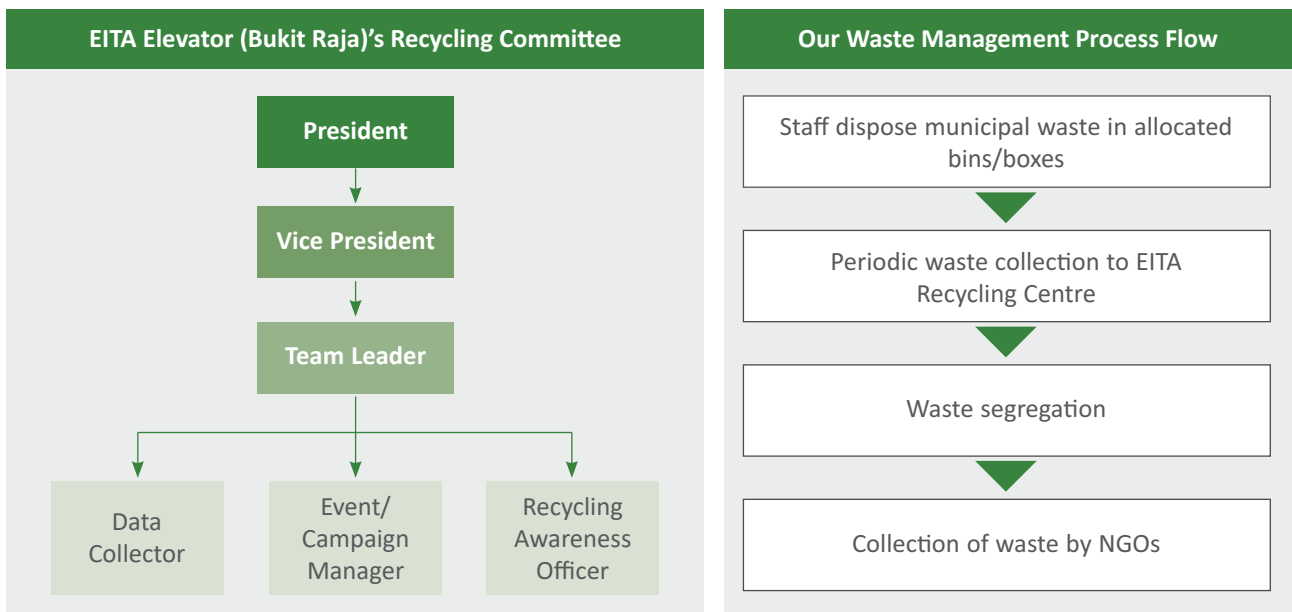 EITA Elevator (Bukit Raja)’s Recycling Committee
President
Vice President
Team Leader
Data
Collector
Event/
Campaign
Manager
Recycling
Awareness
Officer
Our Waste Management Process Flow
Staff dispose municipal waste in allocated
bins/boxes
Periodic waste collection to EITA
Recycling Centre
Waste segregation
Collection of waste by NGOs